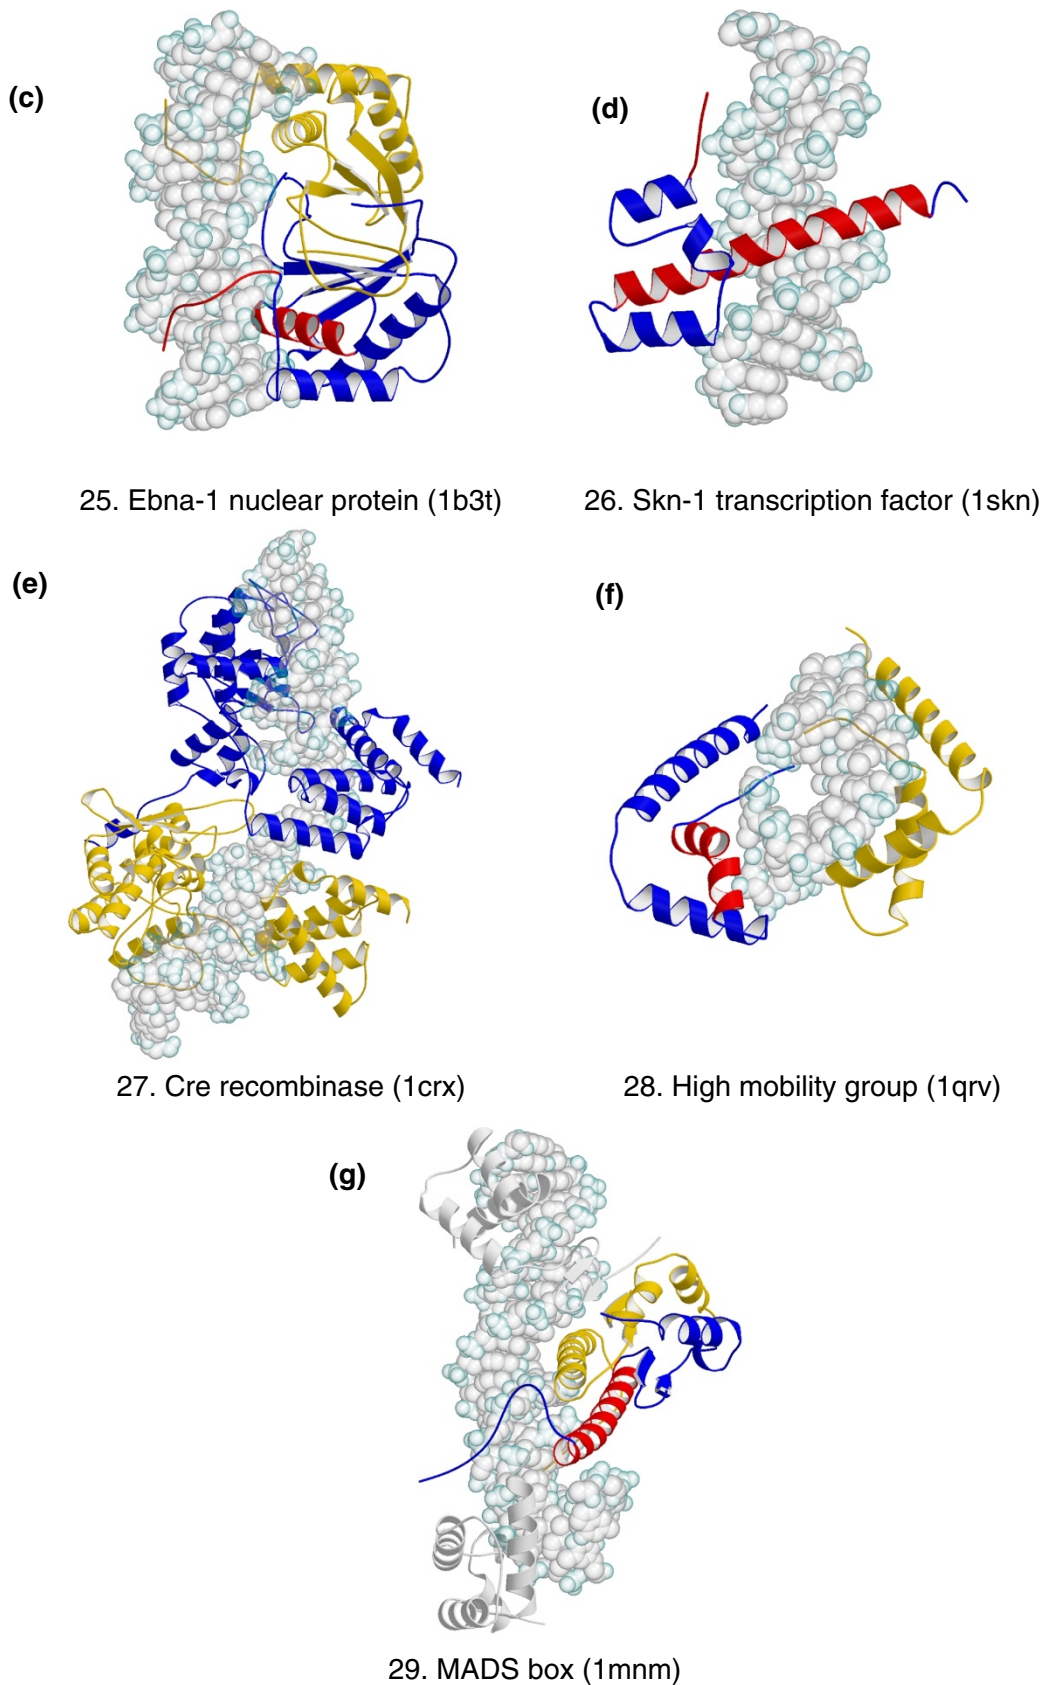 (c)
(d)
25. Ebna-1 nuclear protein (1b3t)
26. Skn-1 transcription factor (1skn)
(e)
(f)
27. Cre recombinase (1crx)
28. High mobility group (1qrv)
(g)
29. MADS box (1mnm)